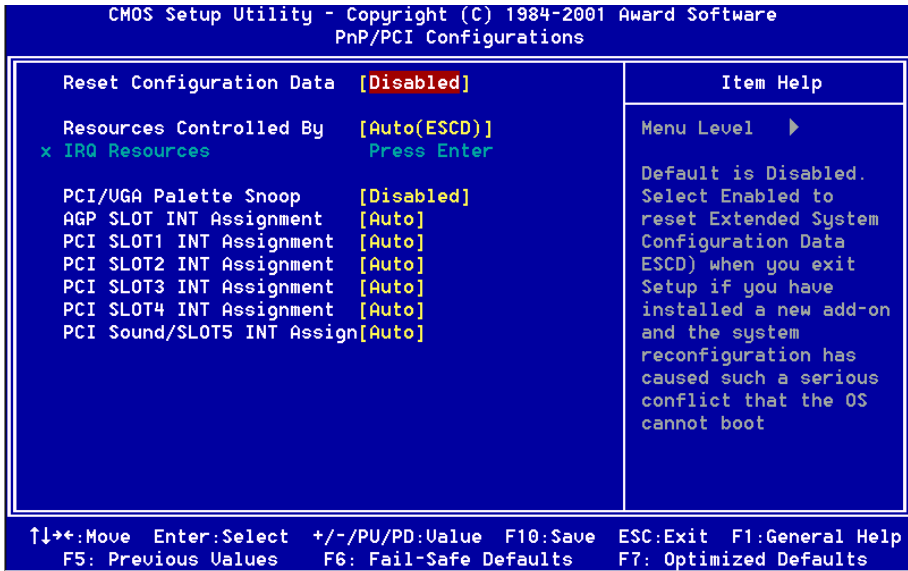 CMOS Setup Utility - Copyright (C) 1984-2001 Award Software
PnP/PCI Configurations
Reset Configuration Data [Disabled]
Resources Controlled By [Auto(ESCD)]
x IRQ Resources Press Enter
PCI/VGA Palette Snoop [Disabled]
AGP SLOT INT Assignment [Auto]
PCI SLOT1 INT Assignment [Auto]
PCI SLOT2 INT Assignment [Auto]
PCI SLOT3 INT Assignment [Auto]
PCI SLOT4 INT Assignment [Auto]
PCI Sound/SLOT5 INT Assign[Auto]
Item Help
Menu Level ▶
Default is Disabled.
Select Enabled to
reset Extended System
Configuration Data
ESCD) when you exit
Setup if you have
installed a new add-on
and the system
reconfiguration has
caused such a serious
conflict that the OS
cannot boot
↑↓→←:Move Enter:Select +/-/PU/PD:Value F10:Save ESC:Exit F1:General Help
F5: Previous Values F6: Fail-Safe Defaults F7: Optimized Defaults